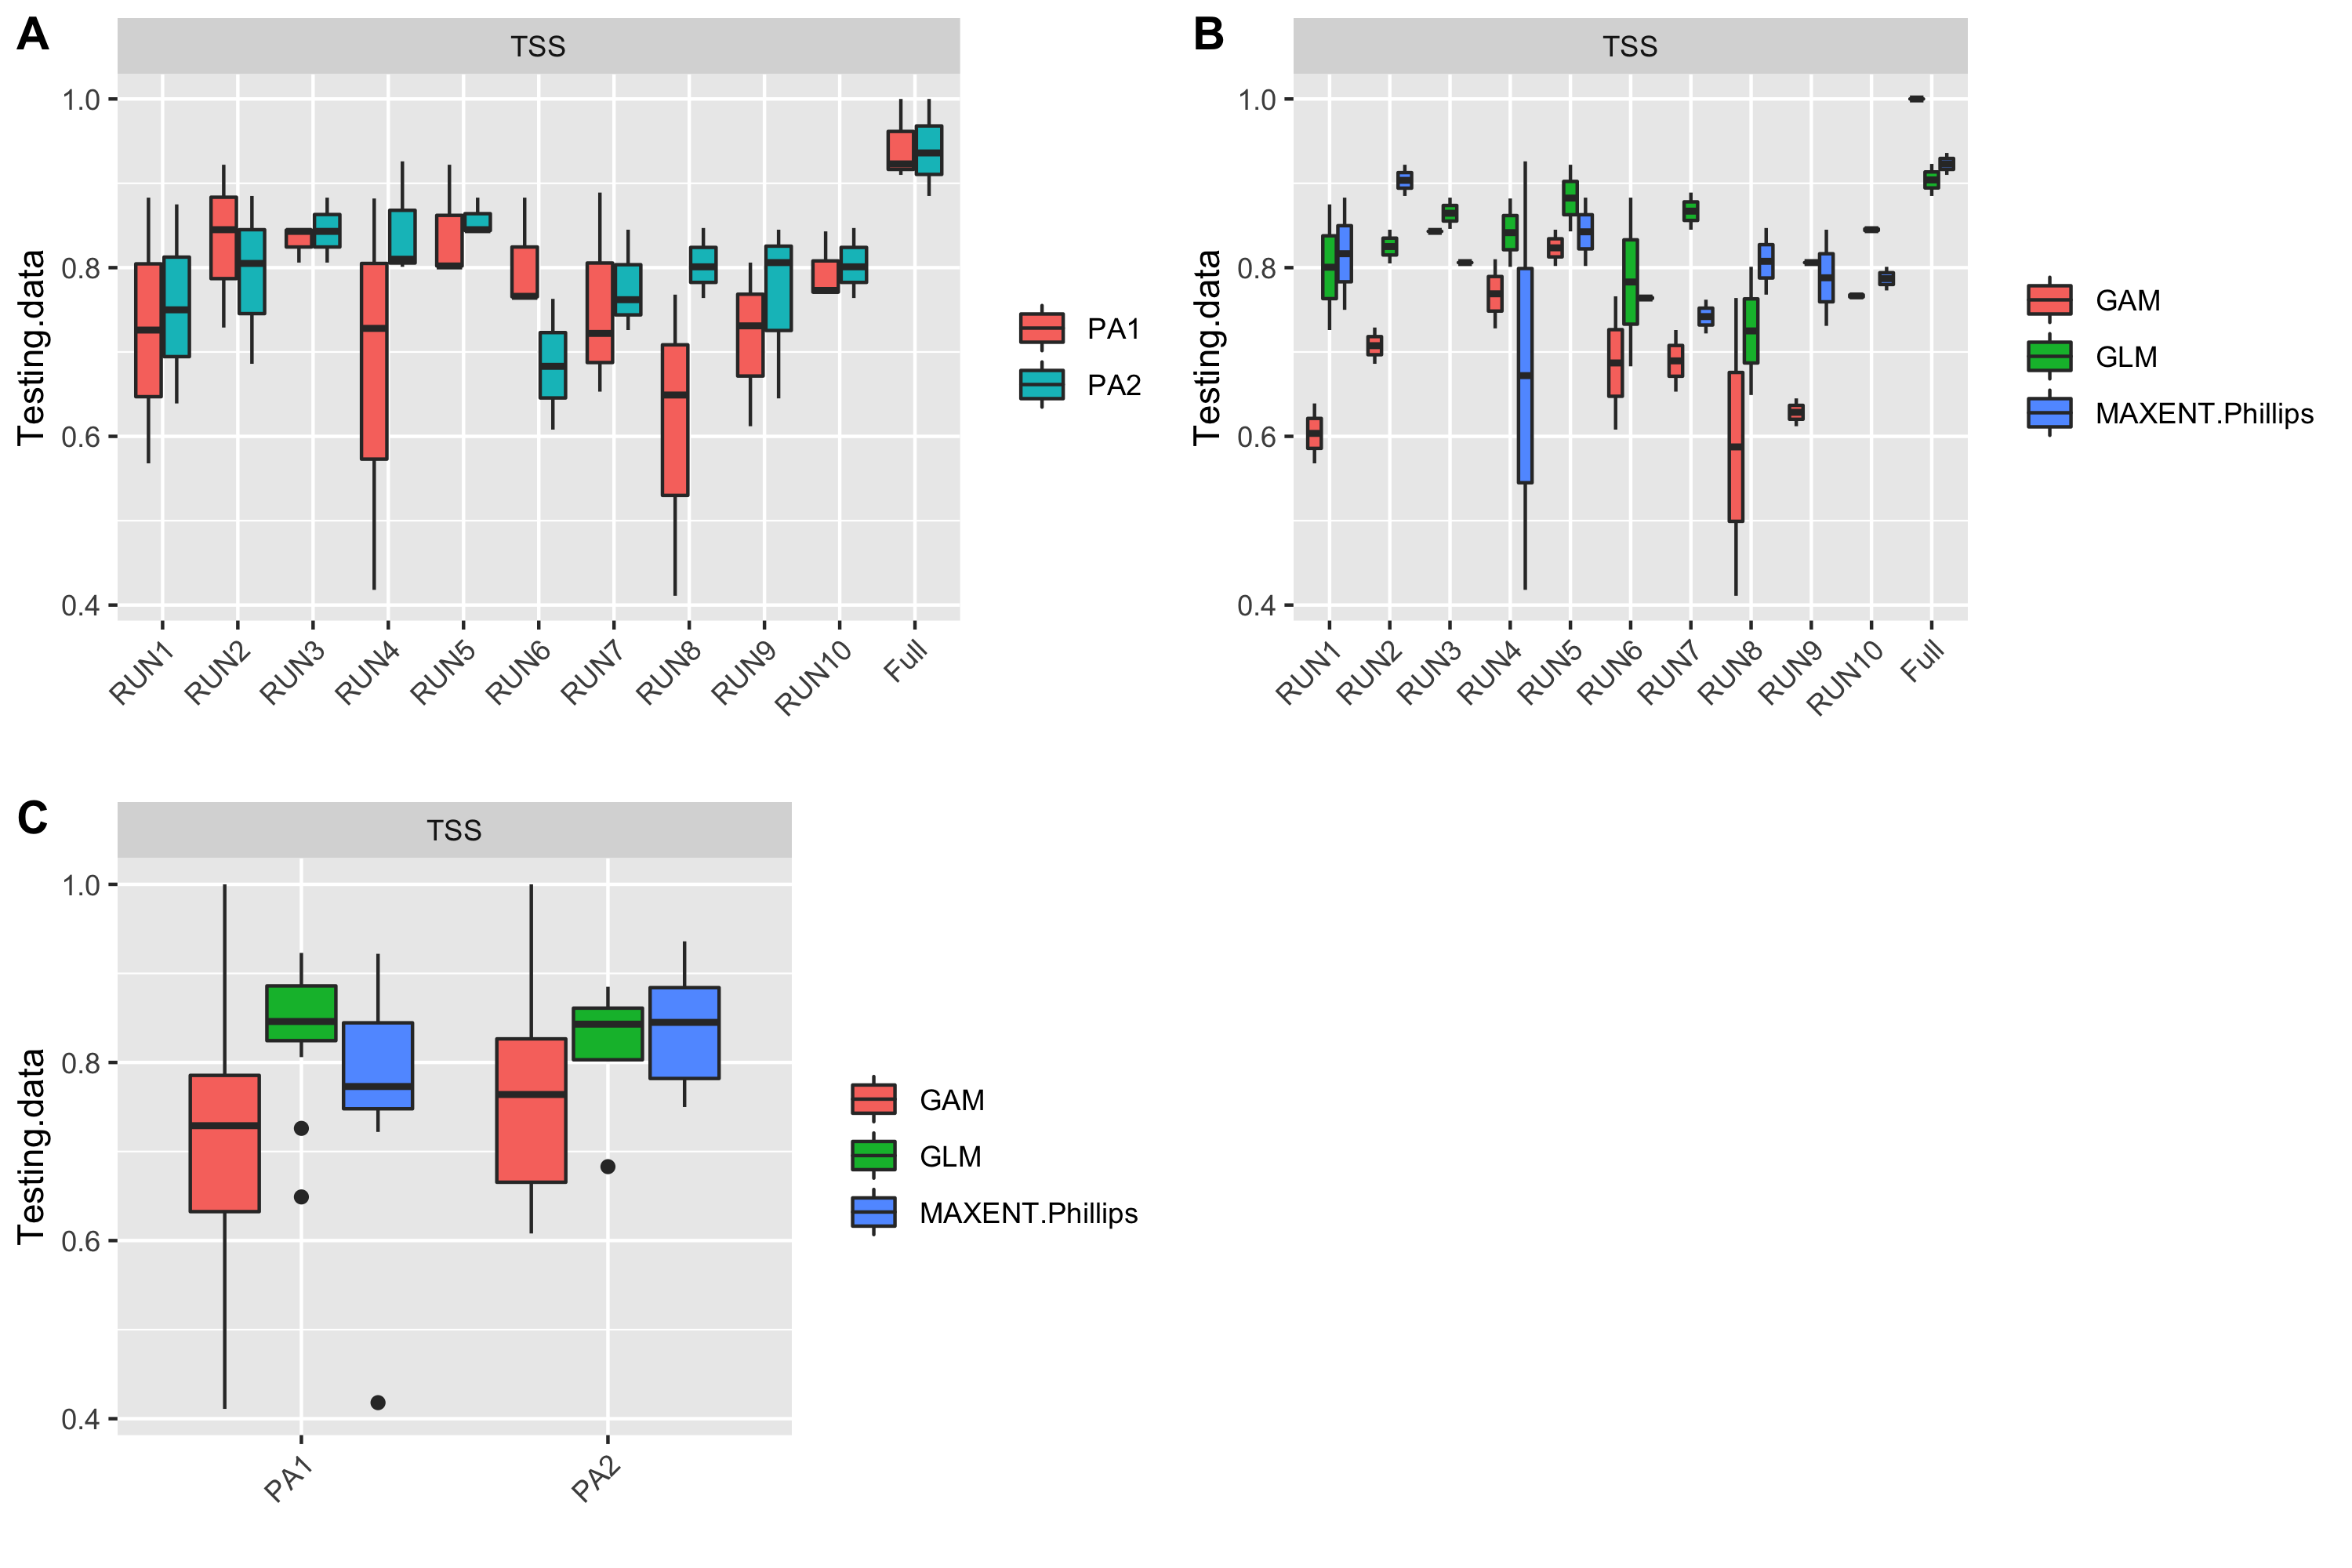 A
TSS
Testing.data
1.0
0.8
0.6
0.4
RUN1
RUN2
RUN3
RUN4
RUN5
RUN6
RUN7
RUN8
RUN9
RUN10
Full
PA1
PA2
B
TSS
Testing.data
1.0
0.8
0.6
0.4
RUN1
RUN2
RUN3
RUN4
RUN5
RUN6
RUN7
RUN8
RUN9
RUN10
Full
GAM
GLM
MAXENT.Phillips
C
TSS
Testing.data
1.0
0.8
0.6
0.4
PA1
PA2
GAM
GLM
MAXENT.Phillips